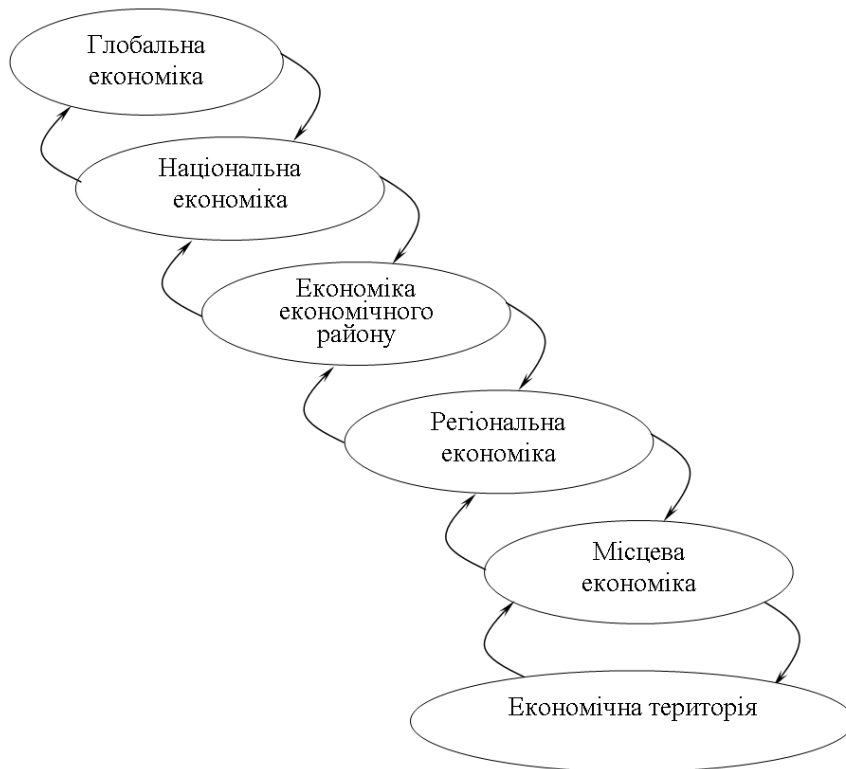 Глобальна
економіка
Національна
економіка
Економіка
економічного
району
Регіональна
економіка
Місцева
економіка
Економічна територія